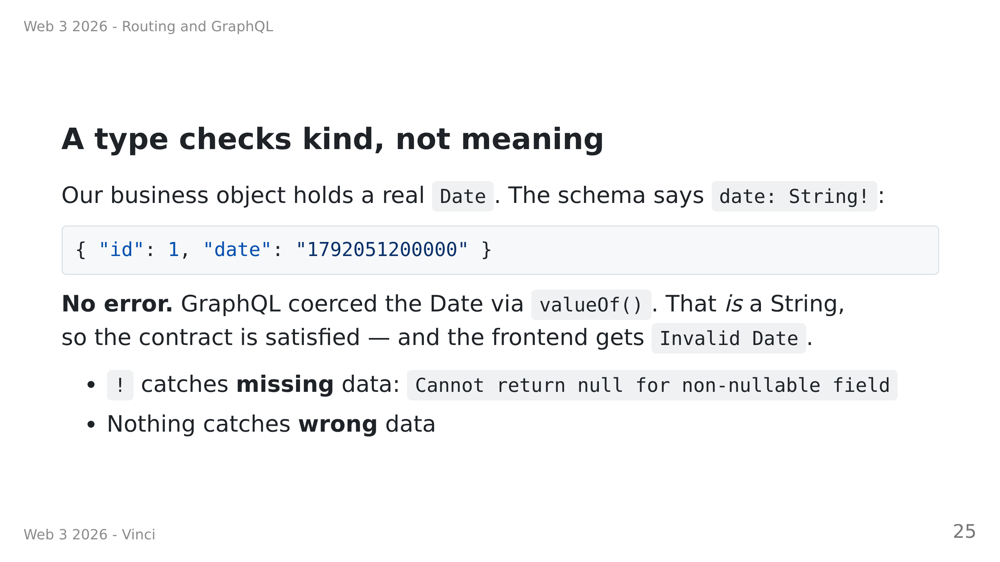 Web 3 2026 - Routing and GraphQL
A type checks kind, not meaning
Our business object holds a real Date. The schema says date: String!:
{ "id": 1, "date": "1792051200000" }
No error. GraphQL coerced the Date via valueOf(). That is a String,
so the contract is satisfied — and the frontend gets Invalid Date.
• ! catches missing data: Cannot return null for non-nullable field
• Nothing catches wrong data
Web 3 2026 - Vinci
25